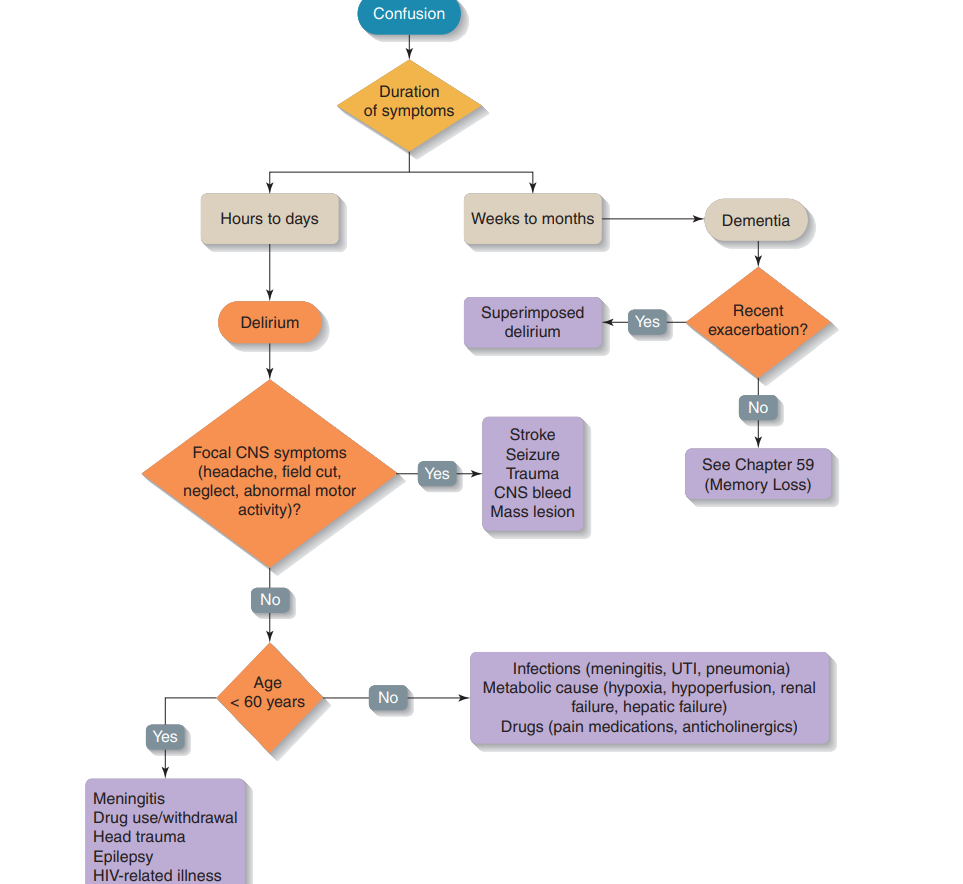 Confusion
Duration
of symptoms
Hours to days
Weeks to months
Dementia
Delirium
Superimposed
delirium
Yes
Recent
exacerbation?
No
See Chapter 59
(Memory Loss)
Focal CNS symptoms
(headache, field cut,
neglect, abnormal motor
activity)?
Yes
Stroke
Seizure
Trauma
CNS bleed
Mass lesion
No
Age
< 60 years
No
Infections (meningitis, UTI, pneumonia)
Metabolic cause (hypoxia, hypoperfusion, renal
failure, hepatic failure)
Drugs (pain medications, anticholinergics)
Yes
Meningitis
Drug use/withdrawal
Head trauma
Epilepsy
HIV-related illness